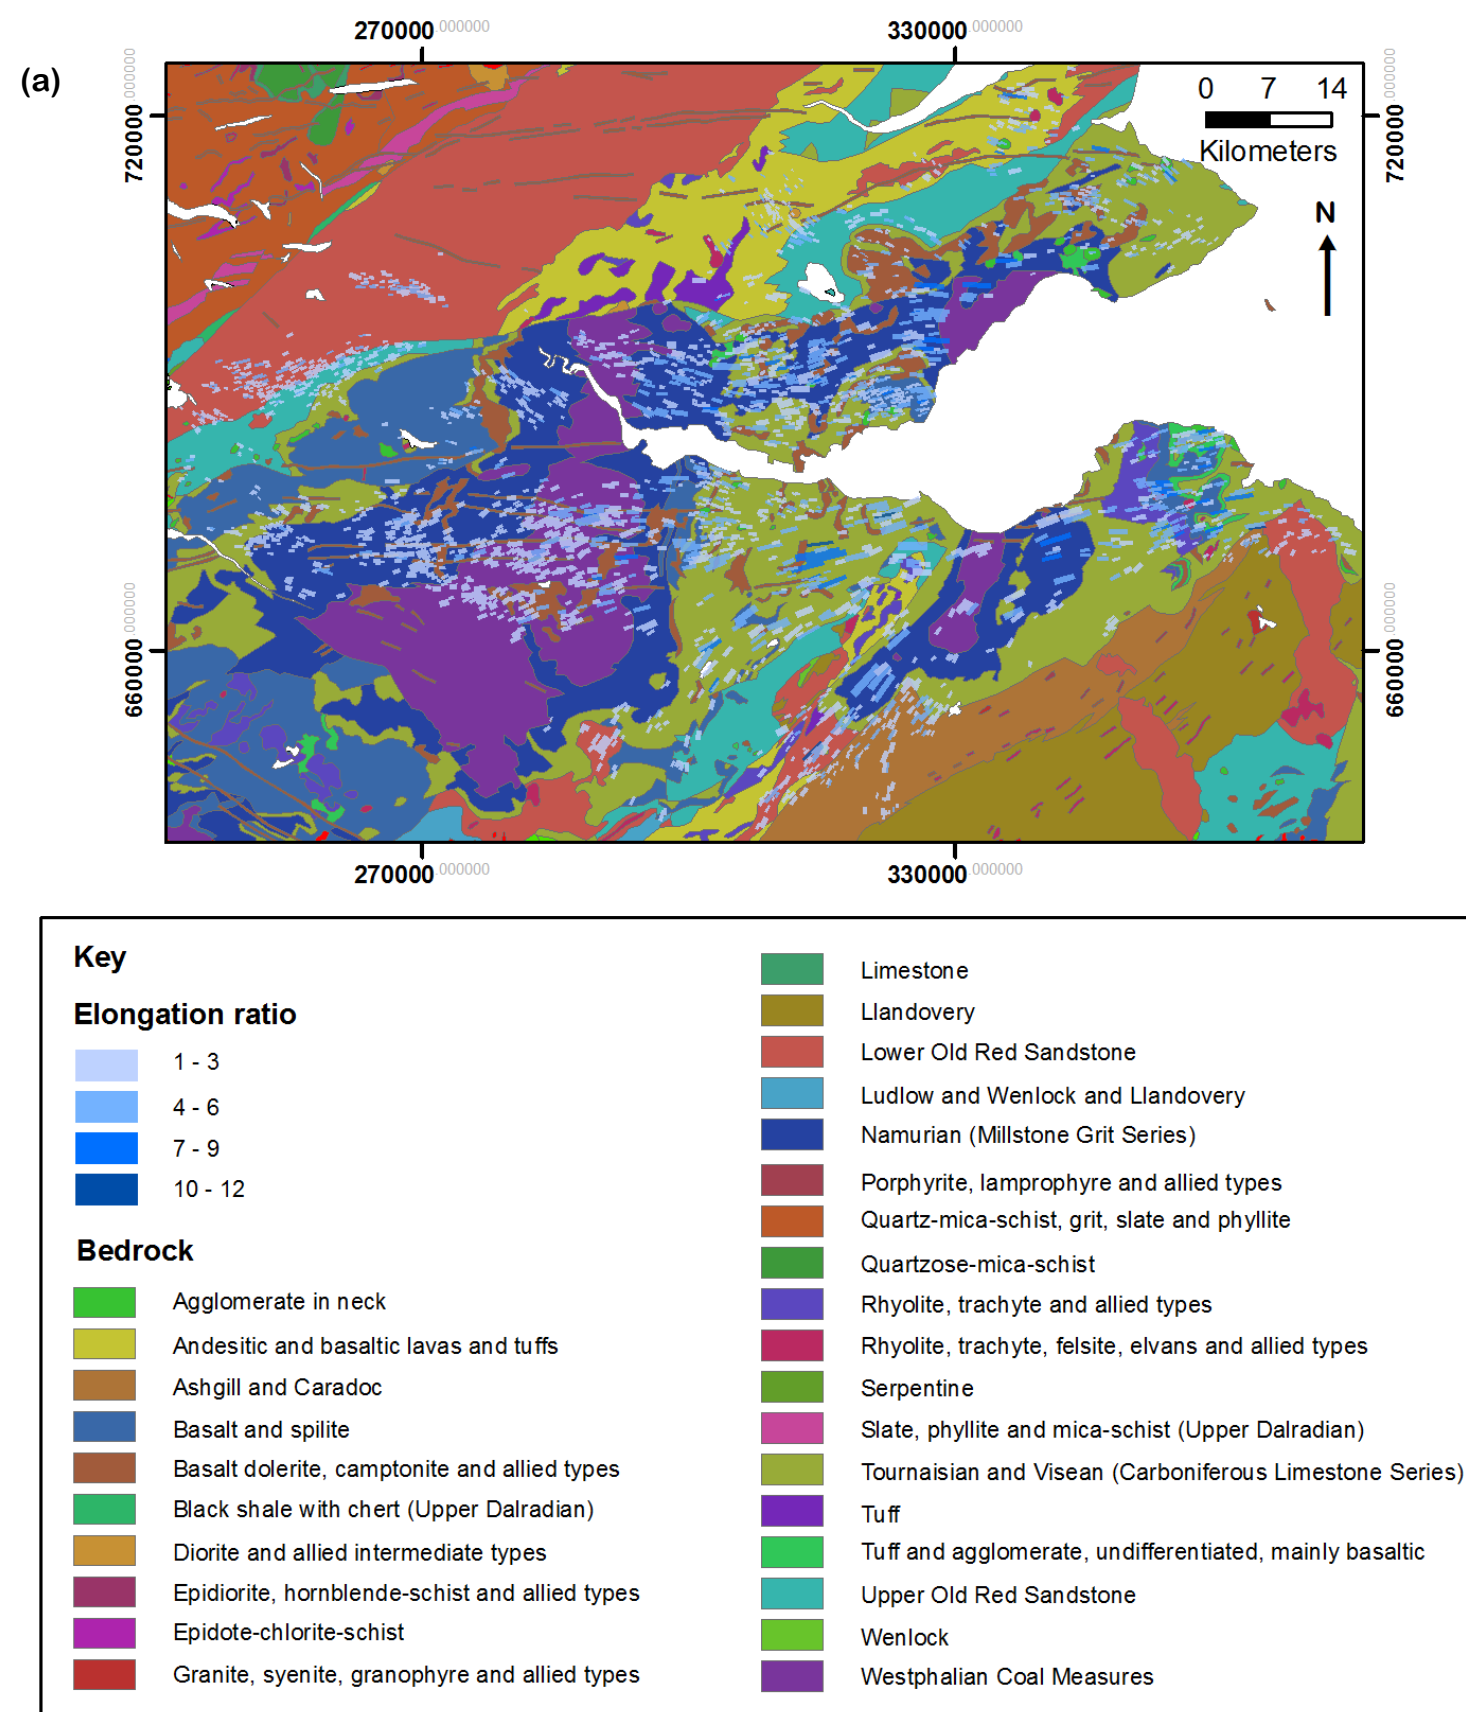 270000.000000 330000.000000
(a)
0 7 14
Kilometers
N
720000.000000
720000.000000
660000.000000
660000.000000
270000.000000 330000.000000
Key
Elongation ratio
1 - 3
4 - 6
7 - 9
10 - 12
Bedrock
Agglomerate in neck
Andesitic and basaltic lavas and tuffs
Ashgill and Caradoc
Basalt and spilite
Basalt dolerite, camptonite and allied types
Black shale with chert (Upper Dalradian)
Diorite and allied intermediate types
Epidiorite, hornblende-schist and allied types
Epidote-chlorite-schist
Granite, syenite, granophyre and allied types
Limestone
Llandovery
Lower Old Red Sandstone
Ludlow and Wenlock and Llandovery
Namurian (Millstone Grit Series)
Porphyrite, lamprophyre and allied types
Quartz-mica-schist, grit, slate and phyllite
Quartzose-mica-schist
Rhyolite, trachyte and allied types
Rhyolite, trachyte, felsite, elvans and allied types
Serpentine
Slate, phyllite and mica-schist (Upper Dalradian)
Tournaisian and Visean (Carboniferous Limestone Series)
Tuff
Tuff and agglomerate, undifferentiated, mainly basaltic
Upper Old Red Sandstone
Wenlock
Westphalian Coal Measures